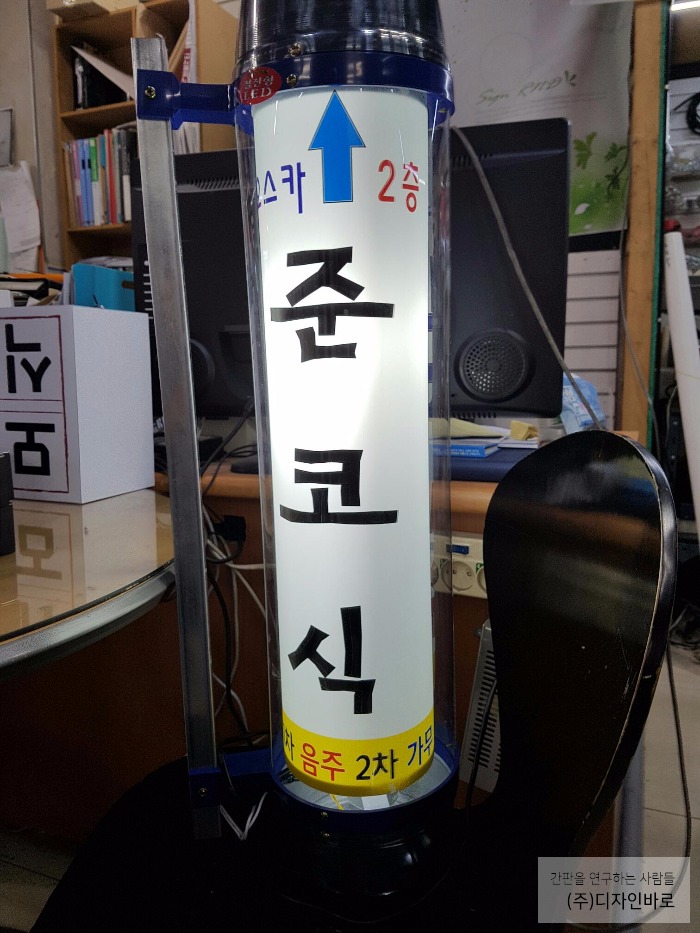 LED
스카 2층
준
코
식
차 음주 2차 가무
모
간판을 연구하는 사람들
(주)디자인바로